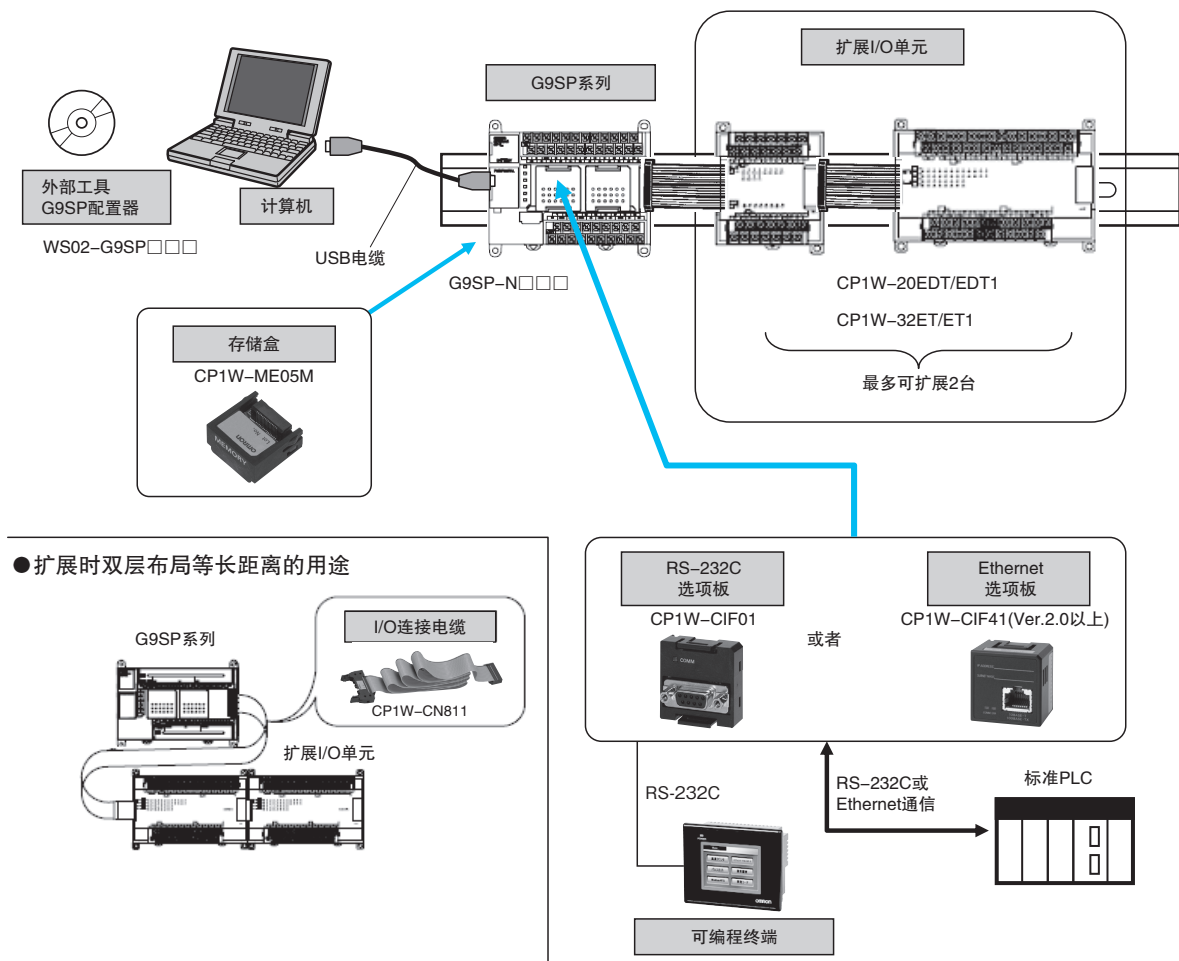 扩展I/O单元
G9SP系列
外部工具
G9SP配置器
计算机
WS02-G9SP□□□
USB电缆
G9SP-N□□□
CP1W-20EDT/EDT1
CP1W-32ET/ET1
最多可扩展2台
存储盒
CP1W-ME05M
omron
MEMORY
●扩展时双层布局等长距离的用途
G9SP系列
I/O连接电缆
CP1W-CN811
扩展I/O单元
RS-232C
选项板
CP1W-CIF01
COMM
或者
Ethernet
选项板
CP1W-CIF41(Ver.2.0以上)
RS-232C
RS-232C或
Ethernet通信
标准PLC
OMRON
可编程终端